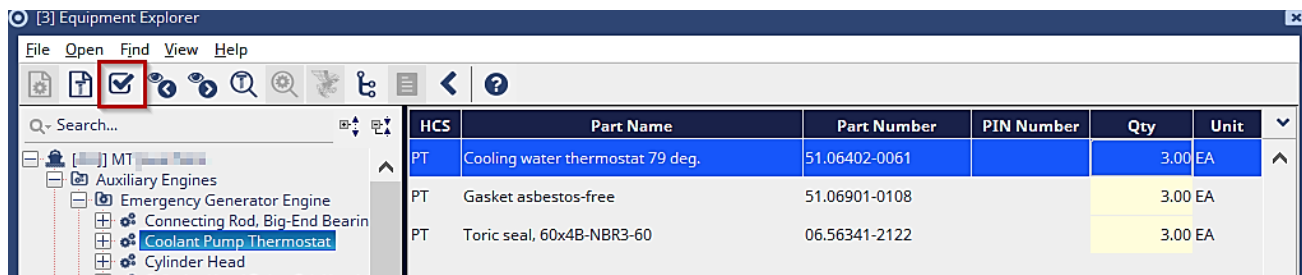 [3] Equipment Explorer
File Open Find View Help
Search...
HCS Part Name Part Number PIN Number Qty Unit
[ ] MT
PT Cooling water thermostat 79 deg. 51.06402-0061 3.00 EA
Auxiliary Engines
Emergency Generator Engine
PT Gasket asbestos-free 51.06901-0108 3.00 EA
Connecting Rod, Big-End Bearin
Coolant Pump Thermostat
PT Toric seal, 60x4B-NBR3-60 06.56341-2122 3.00 EA
Cylinder Head